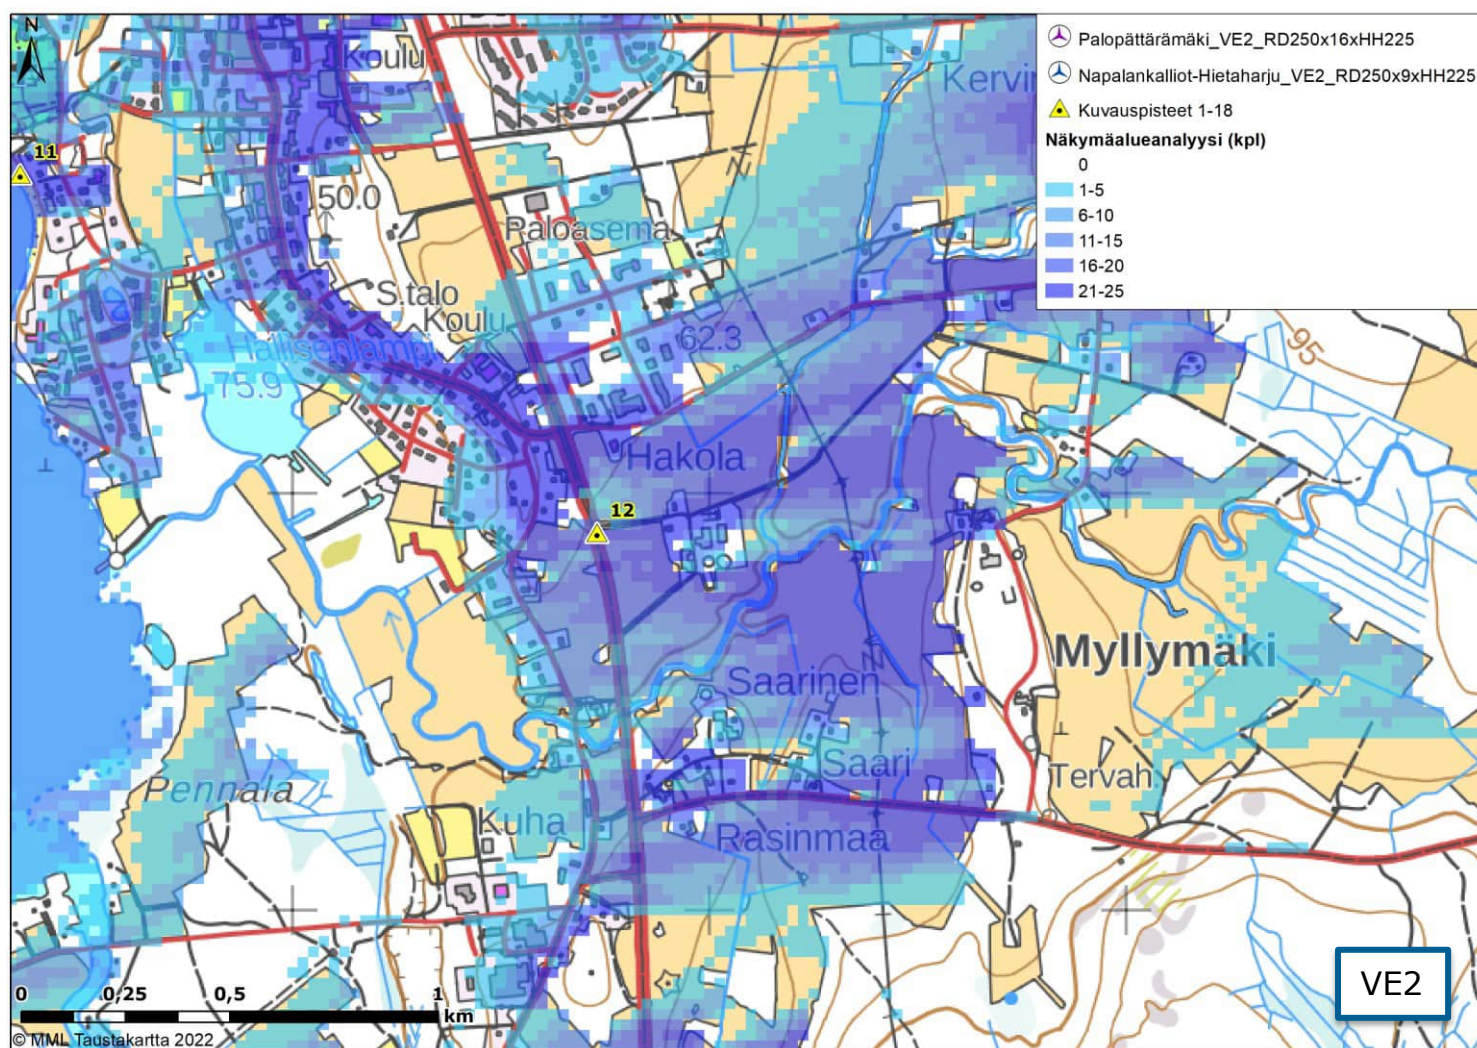 N
Koulu
Kervin
Palopättärämäki_VE2_RD250x16xHH225
Napalankalliot-Hietaharju_VE2_RD250x9xHH225
Kuvauspisteet 1-18
Näkymäalueanalyysi (kpl)
0
1-5
6-10
11-15
16-20
21-25
11
50.0
Paloasema
S.talo
Koulu
Hallisenlampi
62.3
75.9
95
Hakola
12
Myllymäki
Saarinen
Saari
Tervah.
Pennala
Kuha
Rasinmaa
VE2
0 0,25 0,5 1
km
© MML Taustakartta 2022